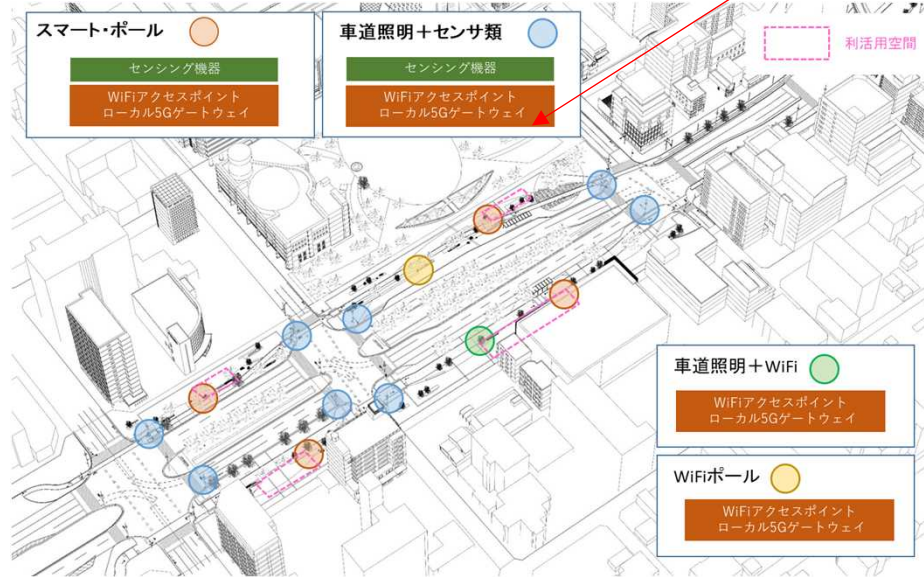 スマート・ポール
センシング機器
WiFiアクセスポイント
ローカル5Gゲートウェイ
車道照明+センサ類
センシング機器
WiFiアクセスポイント
ローカル5Gゲートウェイ
利活用空間
車道照明+WiFi
WiFiアクセスポイント
ローカル5Gゲートウェイ
WiFiポール
WiFiアクセスポイント
ローカル5Gゲートウェイ